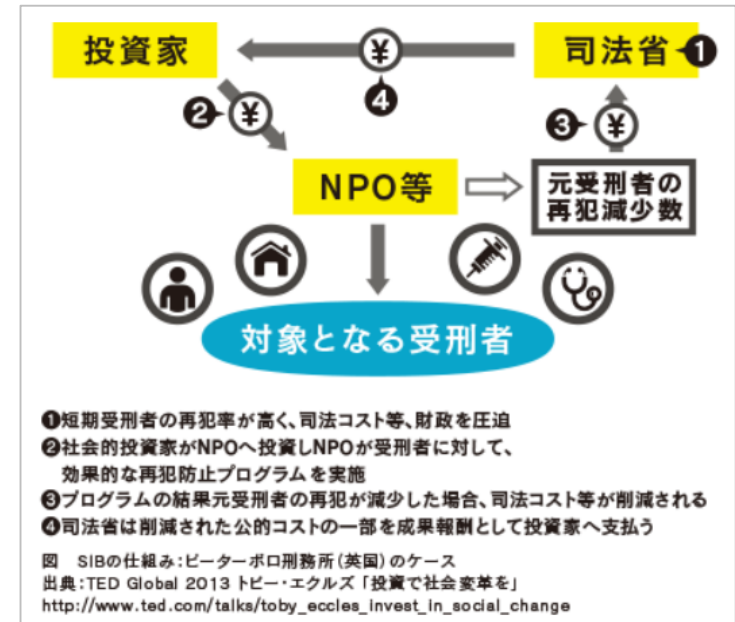 投資家
¥
④
司法省
❶
❷
¥
❸
¥
NPO等
元受刑者の
再犯減少数
対象となる受刑者
❶短期受刑者の再犯率が高く、司法コスト等、財政を圧迫
❷社会的投資家がNPOへ投資しNPOが受刑者に対して、
効果的な再犯防止プログラムを実施
❸プログラムの結果元受刑者の再犯が減少した場合、司法コスト等が削減される
❹司法省は削減された公的コストの一部を成果報酬として投資家へ支払う
図 SIBの仕組み:ピーターボロ刑務所(英国)のケース
出典:TED Global 2013 トビー・エクルズ「投資で社会変革を」
http://www.ted.com/talks/toby_eccles_invest_in_social_change